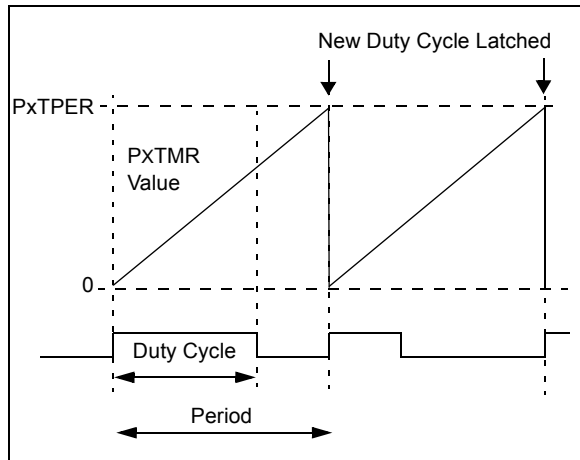 New Duty Cycle Latched
PxTPER
PxTMR
Value
0
Duty Cycle
Period